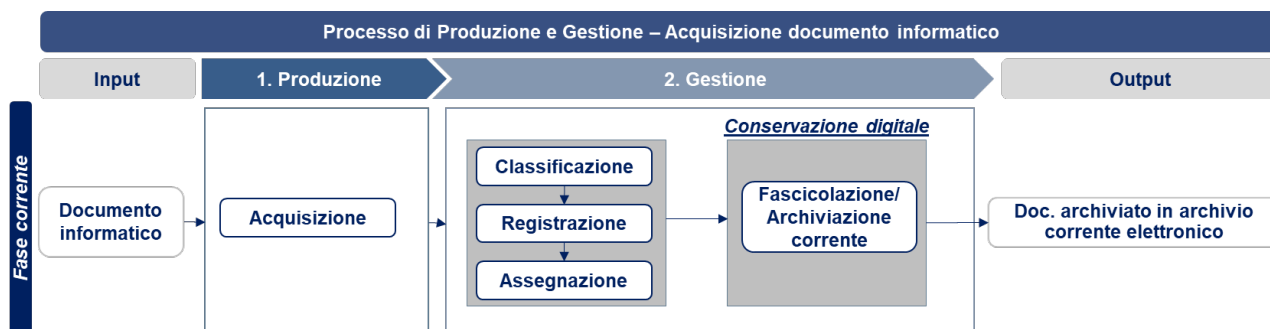 Processo di Produzione e Gestione – Acquisizione documento informatico
Input
1. Produzione
2. Gestione
Output
Fase corrente
Documento
informatico
Acquisizione
Classificazione
Registrazione
Assegnazione
Conservazione digitale
Fascicolazione/
Archiviazione
corrente
Doc. archiviato in archivio
corrente elettronico